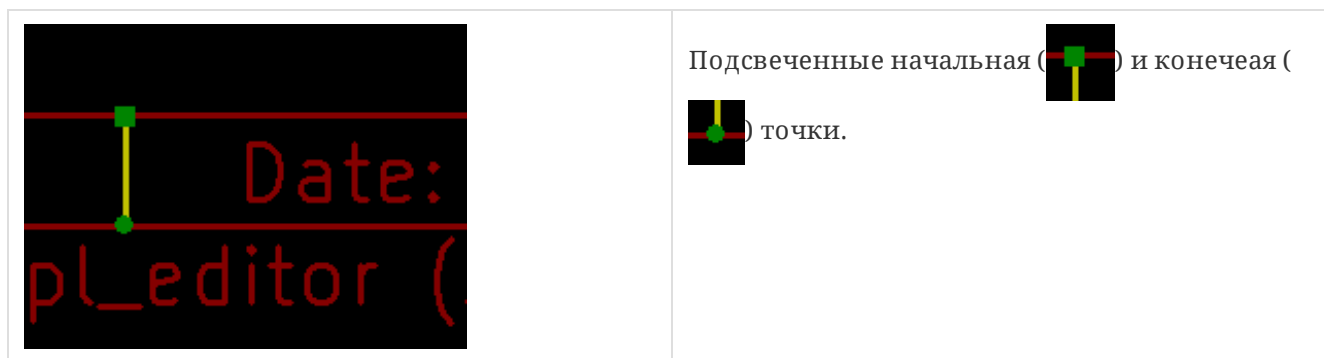 Date:
pl_editor (
Подсвеченные начальная ( ) и конечеая (
) точки.